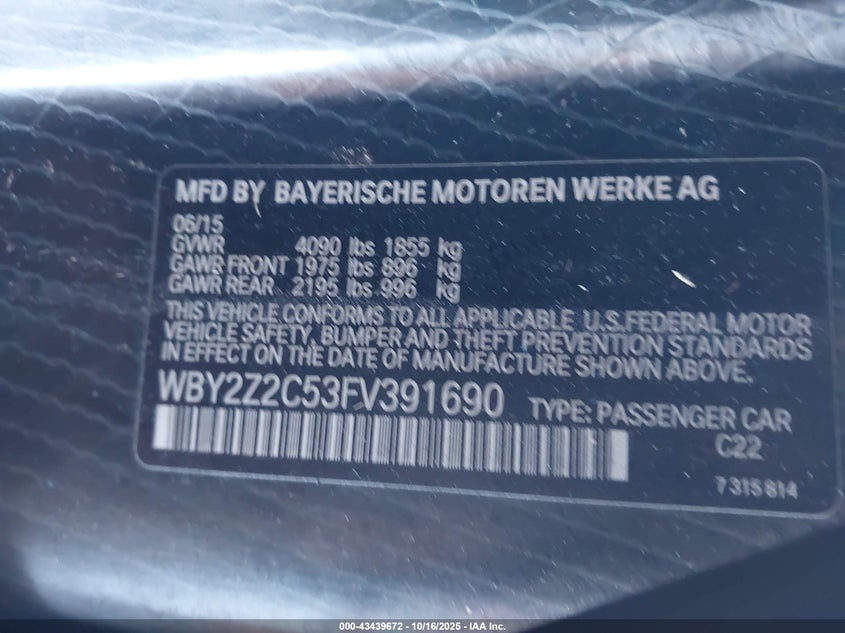 MFD BY BAYERISCHE MOTOREN WERKE AG
06/15
GVWR 4090 lbs 1855 kg
GAWR FRONT 1975 lbs 896 kg
GAWR REAR 2195 lbs 996 kg
THIS VEHICLE CONFORMS TO ALL APPLICABLE U.S.FEDERAL MOTOR
VEHICLE SAFETY, BUMPER AND THEFT PREVENTION STANDARDS
IN EFFECT ON THE DATE OF MANUFACTURE SHOWN ABOVE.
WBY2Z2C53FV391690 TYPE: PASSENGER CAR
C22
7315814
000-43439672 - 10/16/2025 - IAA Inc.